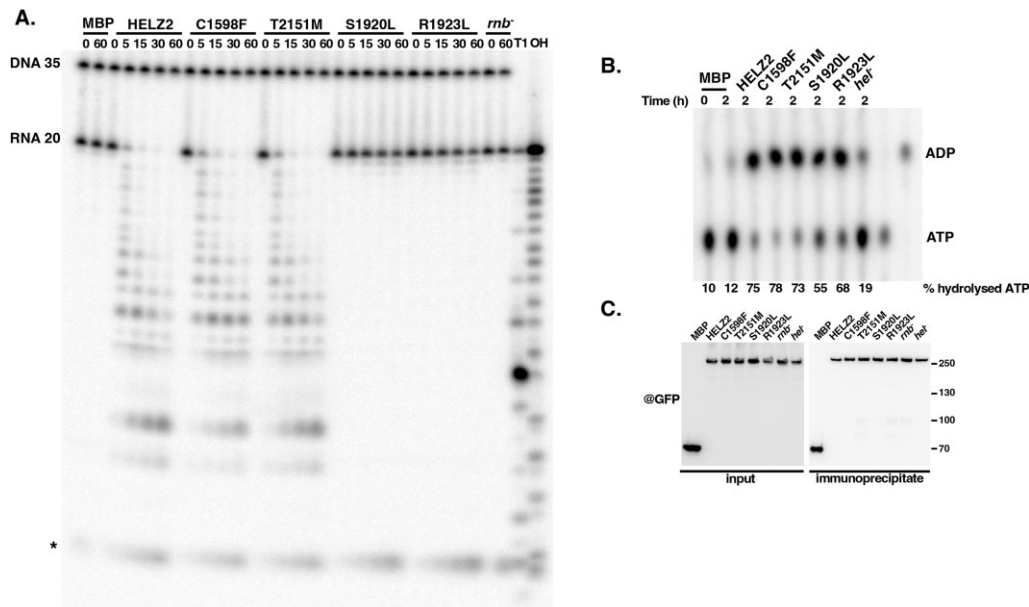 A.
MBP HELZ2 C1598F T2151M S1920L R1923L rnb-
0 60 0 5 15 30 60 0 5 15 30 60 0 5 15 30 60 0 5 15 30 60 0 5 15 30 60 0 60 T1 OH
DNA 35
RNA 20
*
B.
MBP HELZ2 C1598F T2151M S1920L R1923L hel-
Time (h) 0 2 2 2 2 2 2 2
ADP
ATP
10 12 75 78 73 55 68 19 % hydrolysed ATP
C.
MBP HELZ2 C1598F T2151M S1920L R1923L rnb- hel- MBP HELZ2 C1598F T2151M S1920L R1923L rnb- hel-
250
130
@GFP
100
70
input immunoprecipitate